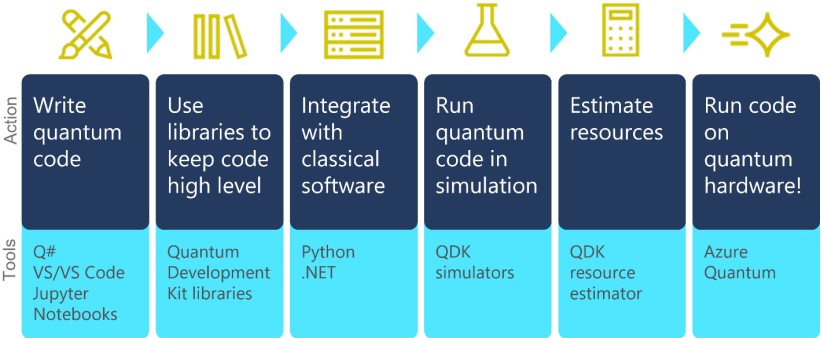 Action
Write
quantum
code
Use
libraries to
keep code
high level
Integrate
with
classical
software
Run
quantum
code in
simulation
Estimate
resources
Run code
on
quantum
hardware!
Tools
Q#
VS/VS Code
Jupyter
Notebooks
Quantum
Development
Kit libraries
Python
.NET
QDK
simulators
QDK
resource
estimator
Azure
Quantum